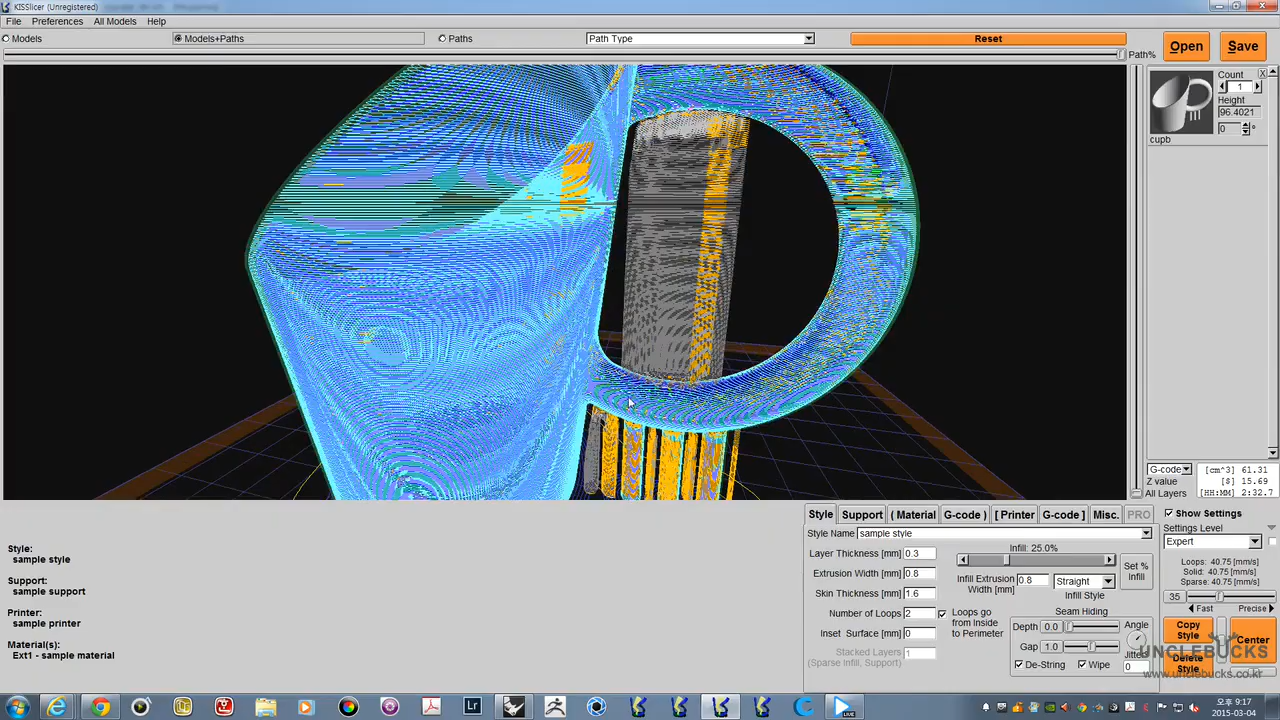 KISSlicer (Unregistered)
File Preferences All Models Help
Models Models+Paths Paths Path Type Reset
Path%
Open Save
Count
1
Height
96.4021
0 °
cupb
G-code
Z value
All Layers
[cm^3] 61.31
[$] 15.69
[HH:MM] 2:32.7
Style:
sample style
Support:
sample support
Printer:
sample printer
Material(s):
Ext1 - sample material
Style Support ( Material G-code ) [ Printer G-code ] Misc. PRO
Style Name sample style
Layer Thickness [mm] 0.3
Extrusion Width [mm] 0.8
Skin Thickness [mm] 1.6
Number of Loops 2
Inset Surface [mm] 0
Stacked Layers 1
(Sparse Infill, Support)
Loops go
from Inside
to Perimeter
Infill: 25.0%
Infill Extrusion
Width [mm] 0.8
Straight
Infill Style
Set %
Infill
Seam Hiding
Depth 0.0
Gap 1.0
Angle
Jitter
0
De-String Wipe
Show Settings
Settings Level
Expert
Loops: 40.75 [mm/s]
Solid: 40.75 [mm/s]
Sparse: 40.75 [mm/s]
35
Fast Precise
Copy
Style
Delete
Style
Center
UNCLEBUCKS
www.unclebucks.co.kr
Lr
LIVE
오후 9:17
2015-03-04